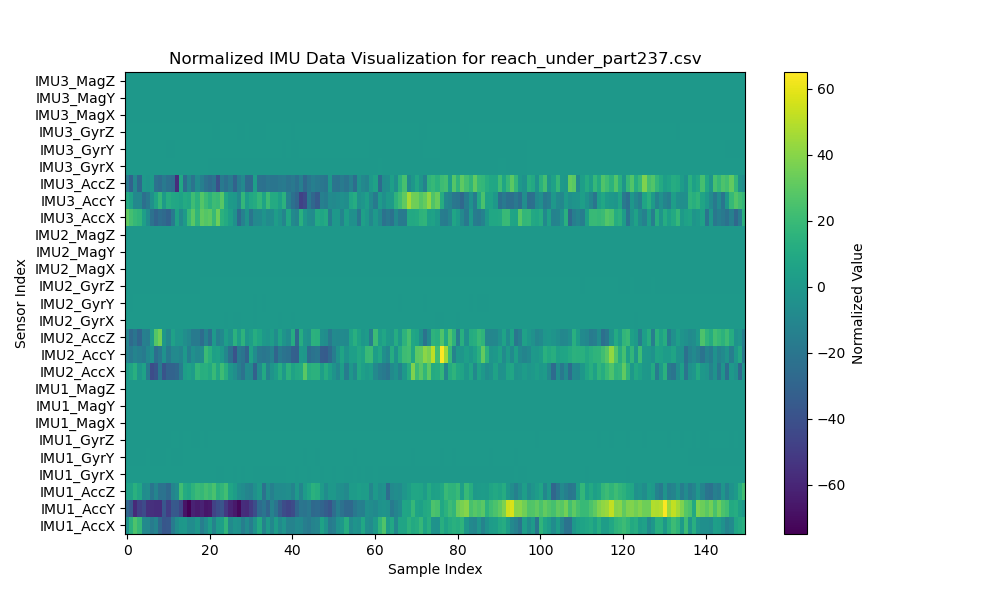 Normalized IMU Data Visualization for reach_under_part237.csv
IMU3_MagZ
IMU3_MagY
IMU3_MagX
IMU3_GyrZ
IMU3_GyrY
IMU3_GyrX
IMU3_AccZ
IMU3_AccY
IMU3_AccX
IMU2_MagZ
IMU2_MagY
IMU2_MagX
IMU2_GyrZ
IMU2_GyrY
IMU2_GyrX
IMU2_AccZ
IMU2_AccY
IMU2_AccX
IMU1_MagZ
IMU1_MagY
IMU1_MagX
IMU1_GyrZ
IMU1_GyrY
IMU1_GyrX
IMU1_AccZ
IMU1_AccY
IMU1_AccX
Sensor Index
0 20 40 60 80 100 120 140
Sample Index
60
40
20
0
−20
−40
−60
Normalized Value